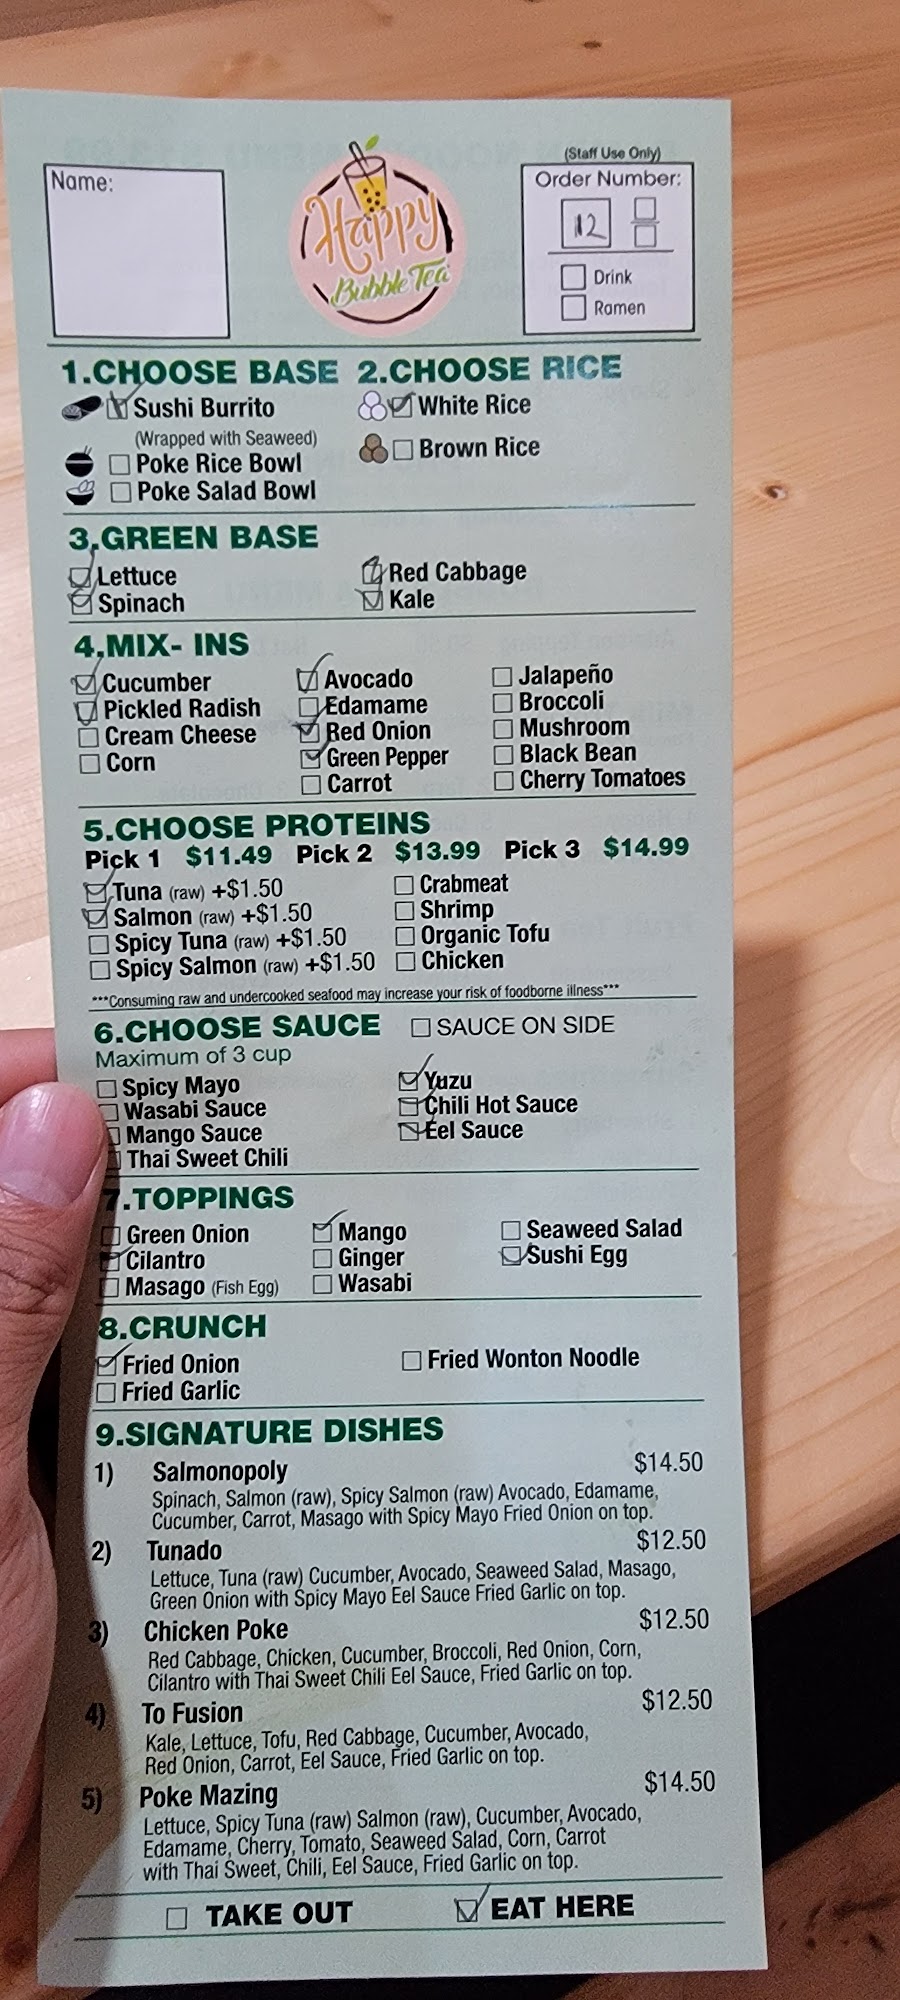 Name:
Happy
Bubble Tea
(Staff Use Only)
Order Number:
12
Drink
Ramen
1.CHOOSE BASE
Sushi Burrito
(Wrapped with Seaweed)
Poke Rice Bowl
Poke Salad Bowl
2.CHOOSE RICE
White Rice
Brown Rice
3.GREEN BASE
Lettuce
Spinach
Red Cabbage
Kale
4.MIX- INS
Cucumber
Pickled Radish
Cream Cheese
Corn
Avocado
Edamame
Red Onion
Green Pepper
Carrot
Jalapeño
Broccoli
Mushroom
Black Bean
Cherry Tomatoes
5.CHOOSE PROTEINS
Pick 1 $11.49 Pick 2 $13.99 Pick 3 $14.99
Tuna (raw) +$1.50
Salmon (raw) +$1.50
Spicy Tuna (raw) +$1.50
Spicy Salmon (raw) +$1.50
Crabmeat
Shrimp
Organic Tofu
Chicken
***Consuming raw and undercooked seafood may increase your risk of foodborne illness***
6.CHOOSE SAUCE
SAUCE ON SIDE
Maximum of 3 cup
Spicy Mayo
Wasabi Sauce
Mango Sauce
Thai Sweet Chili
Yuzu
Chili Hot Sauce
Eel Sauce
7.TOPPINGS
Green Onion
Cilantro
Masago (Fish Egg)
Mango
Ginger
Wasabi
Seaweed Salad
Sushi Egg
8.CRUNCH
Fried Onion
Fried Garlic
Fried Wonton Noodle
9.SIGNATURE DISHES
1) Salmonopoly $14.50
Spinach, Salmon (raw), Spicy Salmon (raw) Avocado, Edamame,
Cucumber, Carrot, Masago with Spicy Mayo Fried Onion on top.
2) Tunado $12.50
Lettuce, Tuna (raw) Cucumber, Avocado, Seaweed Salad, Masago,
Green Onion with Spicy Mayo Eel Sauce Fried Garlic on top.
3) Chicken Poke $12.50
Red Cabbage, Chicken, Cucumber, Broccoli, Red Onion, Corn,
Cilantro with Thai Sweet Chili Eel Sauce, Fried Garlic on top.
4) To Fusion $12.50
Kale, Lettuce, Tofu, Red Cabbage, Cucumber, Avocado,
Red Onion, Carrot, Eel Sauce, Fried Garlic on top.
5) Poke Mazing $14.50
Lettuce, Spicy Tuna (raw) Salmon (raw), Cucumber, Avocado,
Edamame, Cherry, Tomato, Seaweed Salad, Corn, Carrot
with Thai Sweet, Chili, Eel Sauce, Fried Garlic on top.
TAKE OUT
EAT HERE